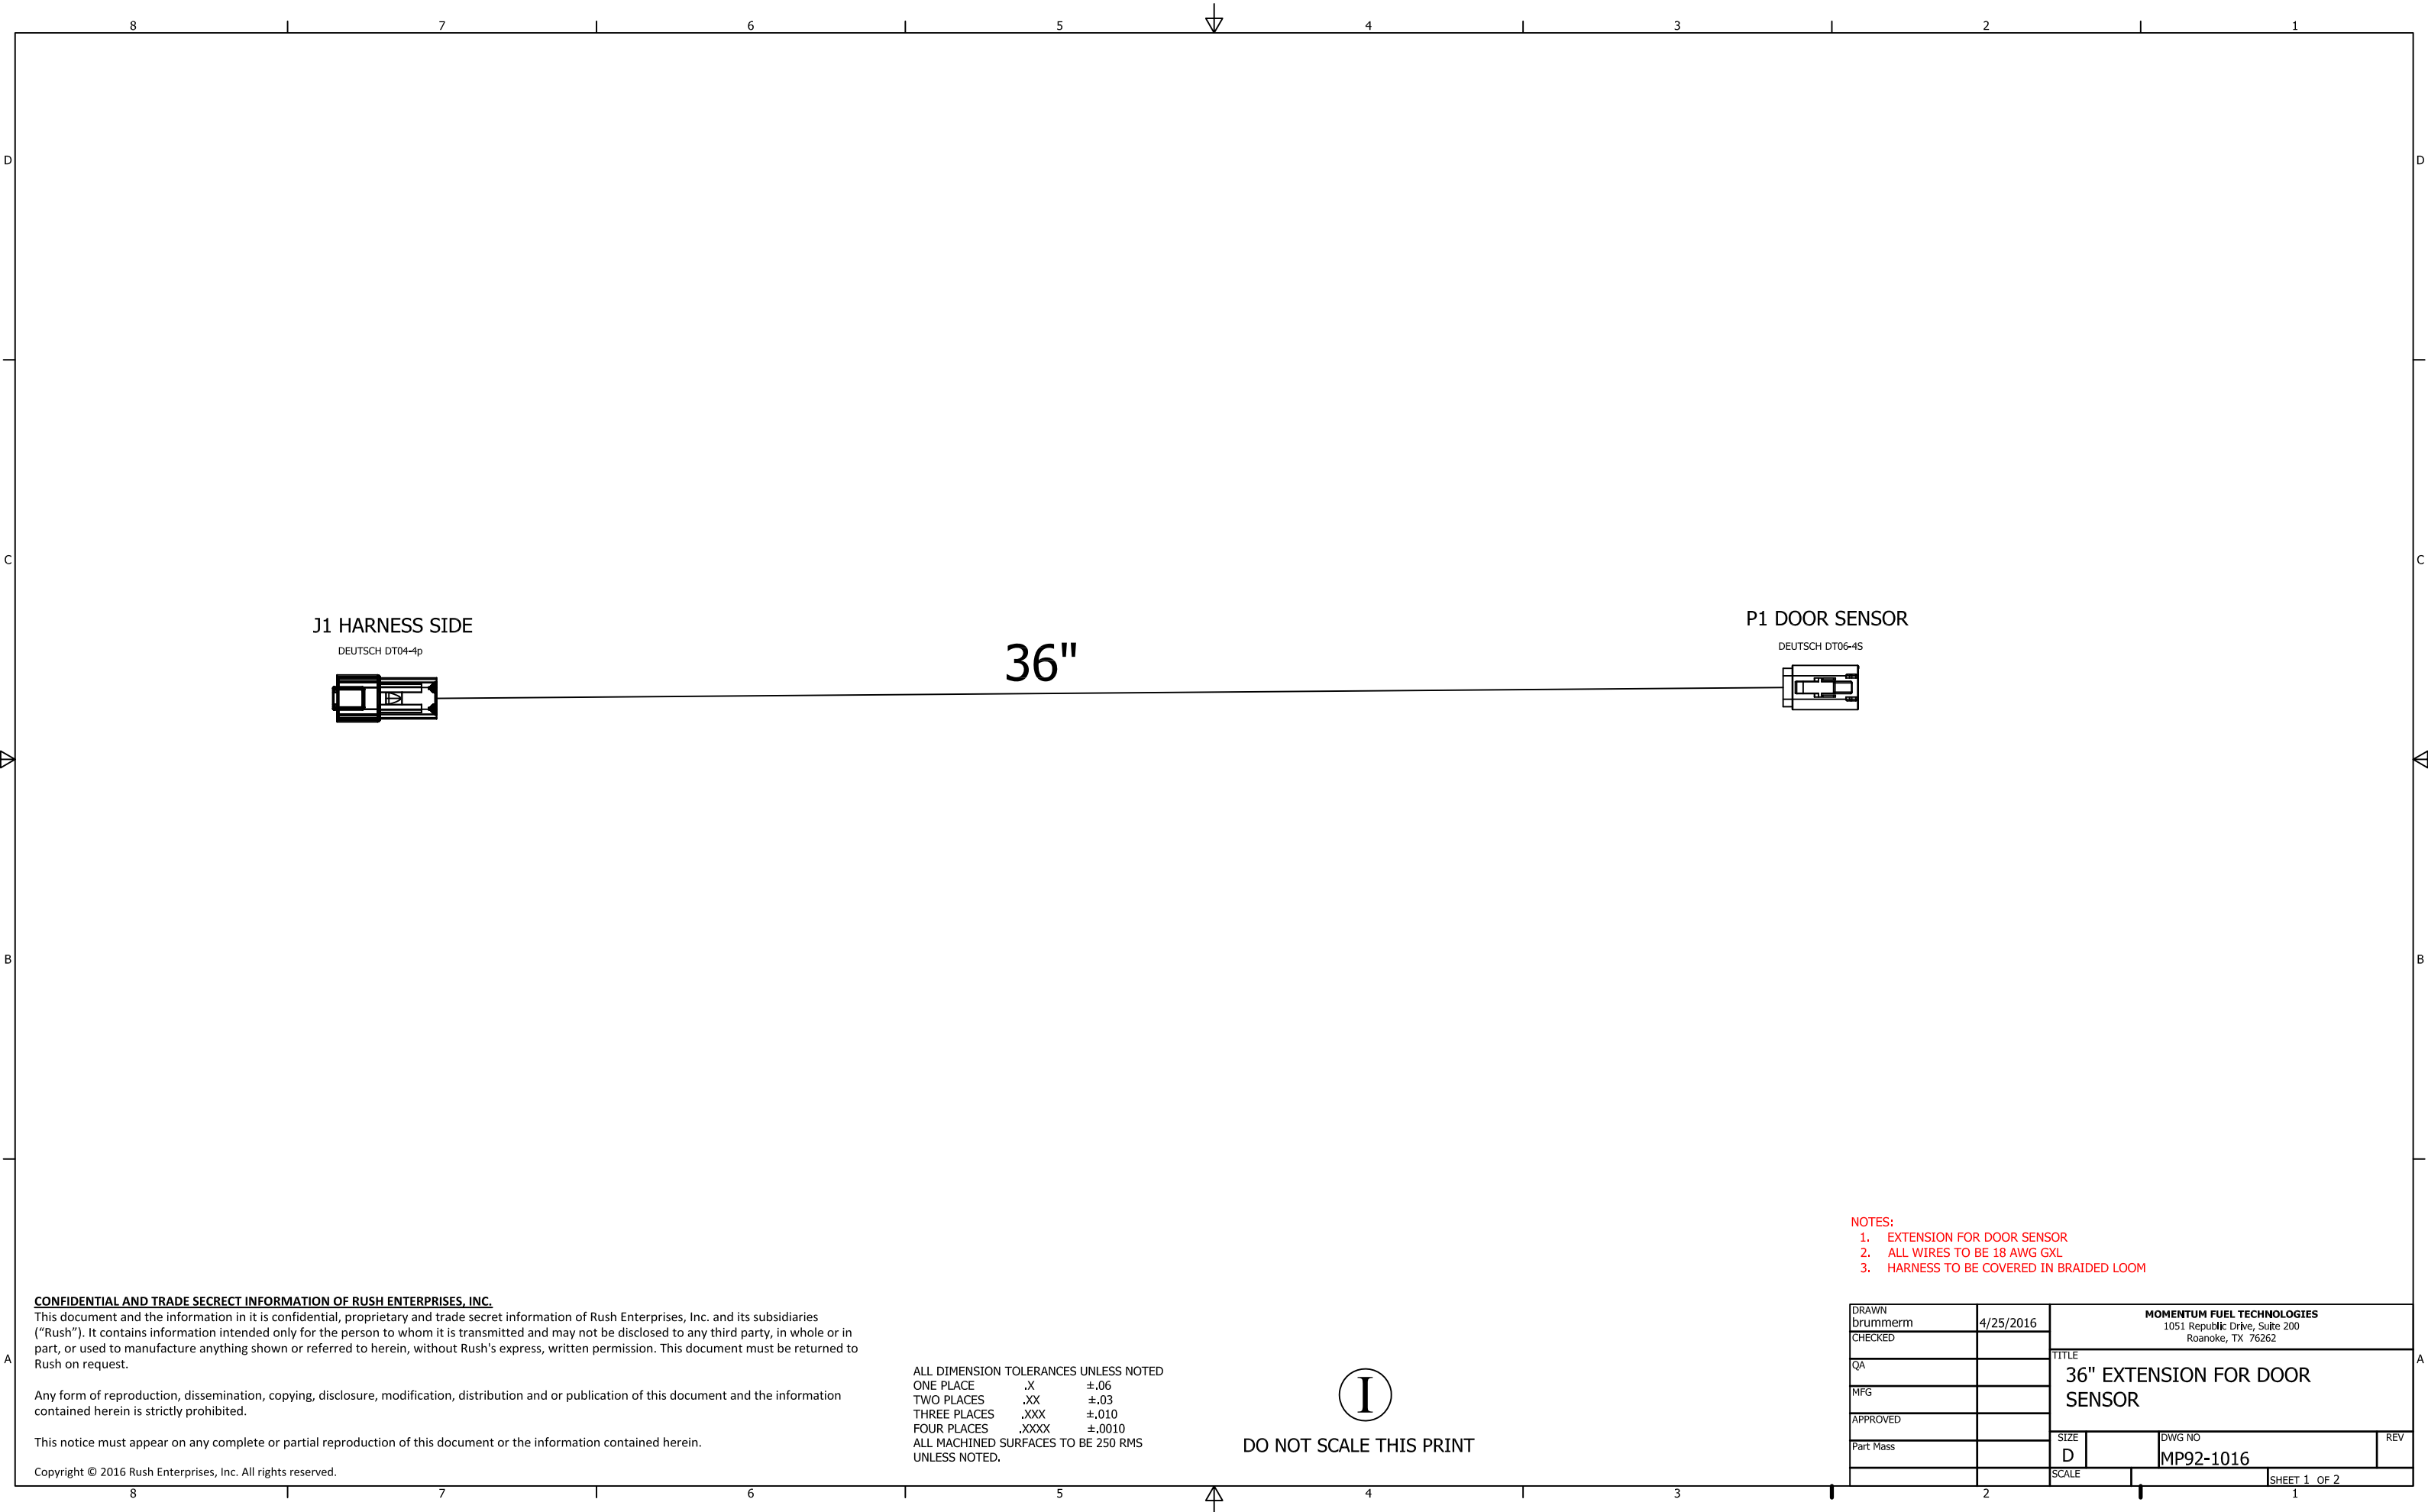 8 7 6 5 4 3 2 1
D D
C C
J1 HARNESS SIDE
DEUTSCH DT04-4p
36"
P1 DOOR SENSOR
DEUTSCH DT06-4S
B B
NOTES:
1. EXTENSION FOR DOOR SENSOR
2. ALL WIRES TO BE 18 AWG GXL
3. HARNESS TO BE COVERED IN BRAIDED LOOM
A A
CONFIDENTIAL AND TRADE SECRECT INFORMATION OF RUSH ENTERPRISES, INC.
This document and the information in it is confidential, proprietary and trade secret information of Rush Enterprises, Inc. and its subsidiaries
(“Rush”). It contains information intended only for the person to whom it is transmitted and may not be disclosed to any third party, in whole or in
part, or used to manufacture anything shown or referred to herein, without Rush's express, written permission. This document must be returned to
Rush on request.
Any form of reproduction, dissemination, copying, disclosure, modification, distribution and or publication of this document and the information
contained herein is strictly prohibited.
This notice must appear on any complete or partial reproduction of this document or the information contained herein.
Copyright © 2016 Rush Enterprises, Inc. All rights reserved.
ALL DIMENSION TOLERANCES UNLESS NOTED
ONE PLACE .X ±.06
TWO PLACES .XX ±.03
THREE PLACES .XXX ±.010
FOUR PLACES .XXXX ±.0010
ALL MACHINED SURFACES TO BE 250 RMS
UNLESS NOTED.
I
DO NOT SCALE THIS PRINT
DRAWN
brummerm 4/25/2016
CHECKED
QA
MFG
APPROVED
Part Mass
MOMENTUM FUEL TECHNOLOGIES
1051 Republic Drive, Suite 200
Roanoke, TX 76262
TITLE
36" EXTENSION FOR DOOR
SENSOR
SIZE
D
DWG NO
MP92-1016
REV
SCALE
SHEET 1 OF 2
8 7 6 5 4 3 2 1